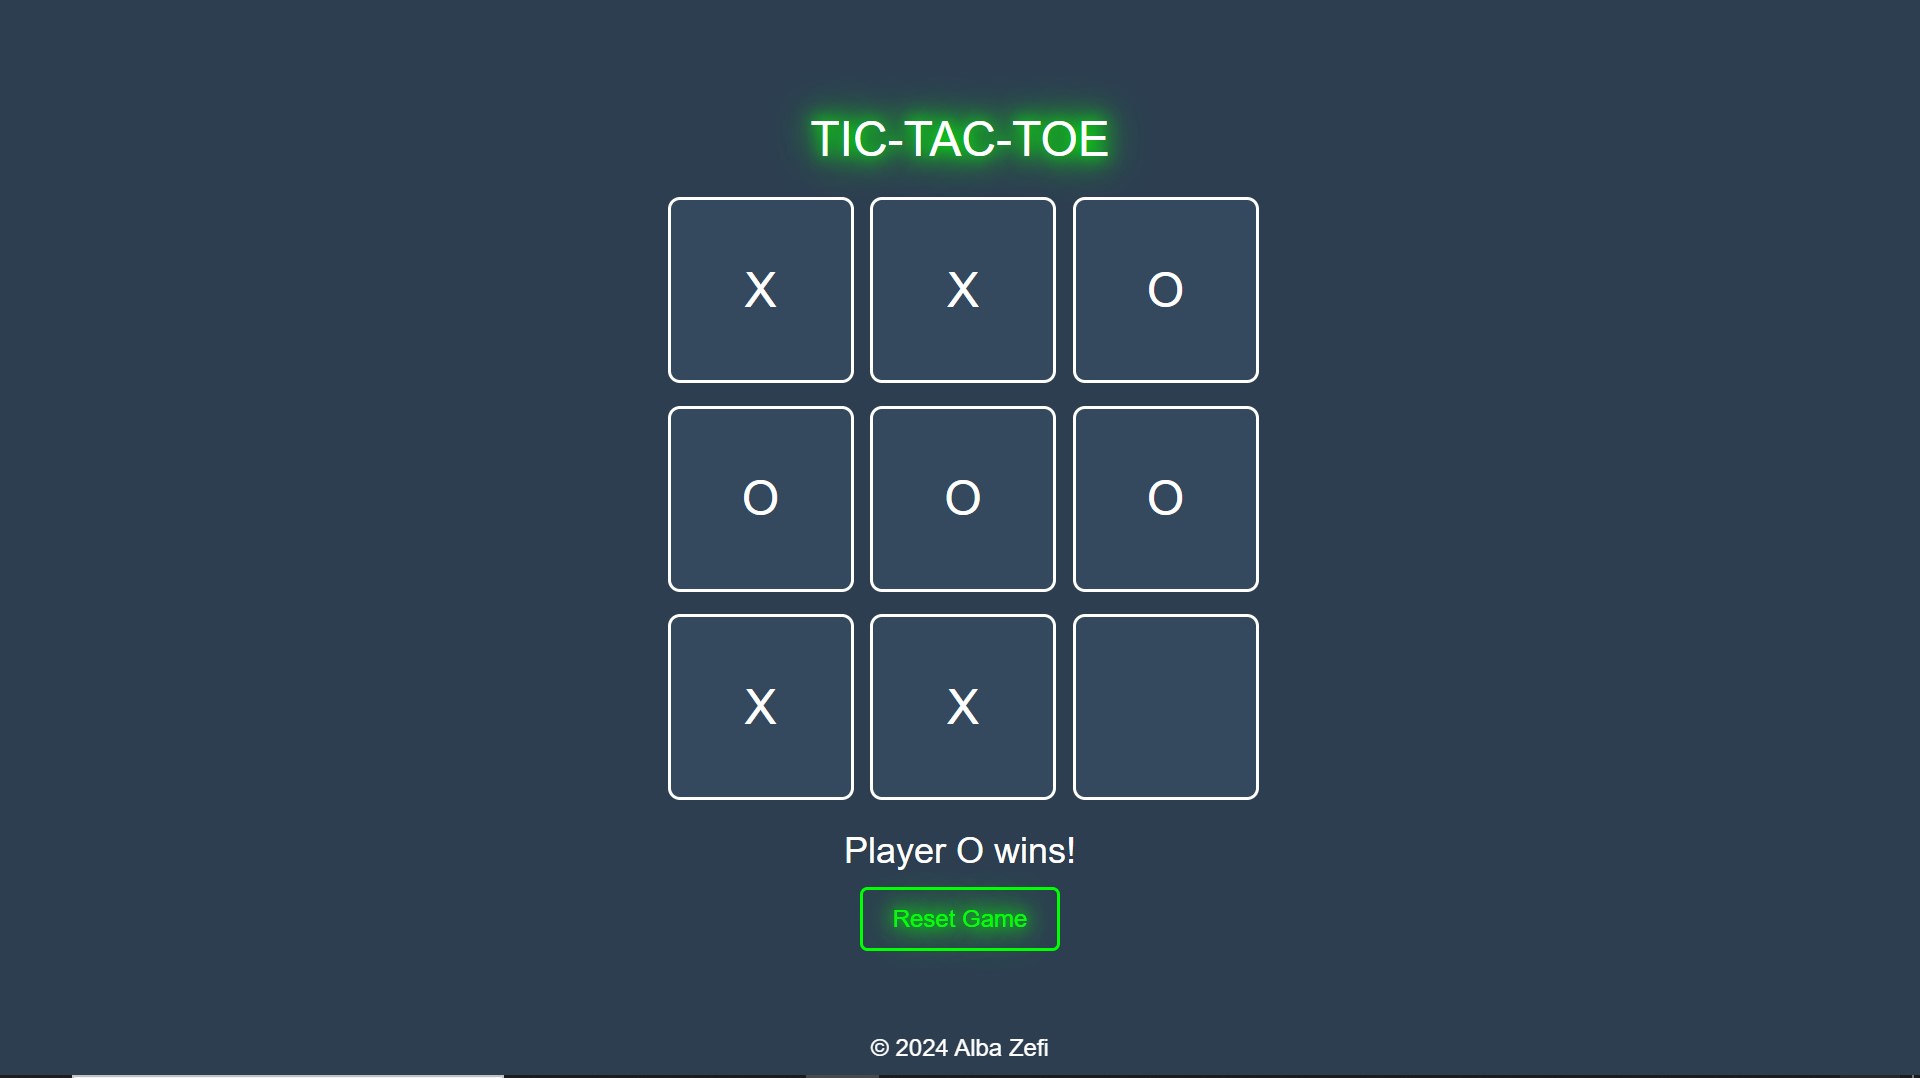 TIC-TAC-TOE
X X O
O O O
X X
Player O wins!
Reset Game
© 2024 Alba Zefi